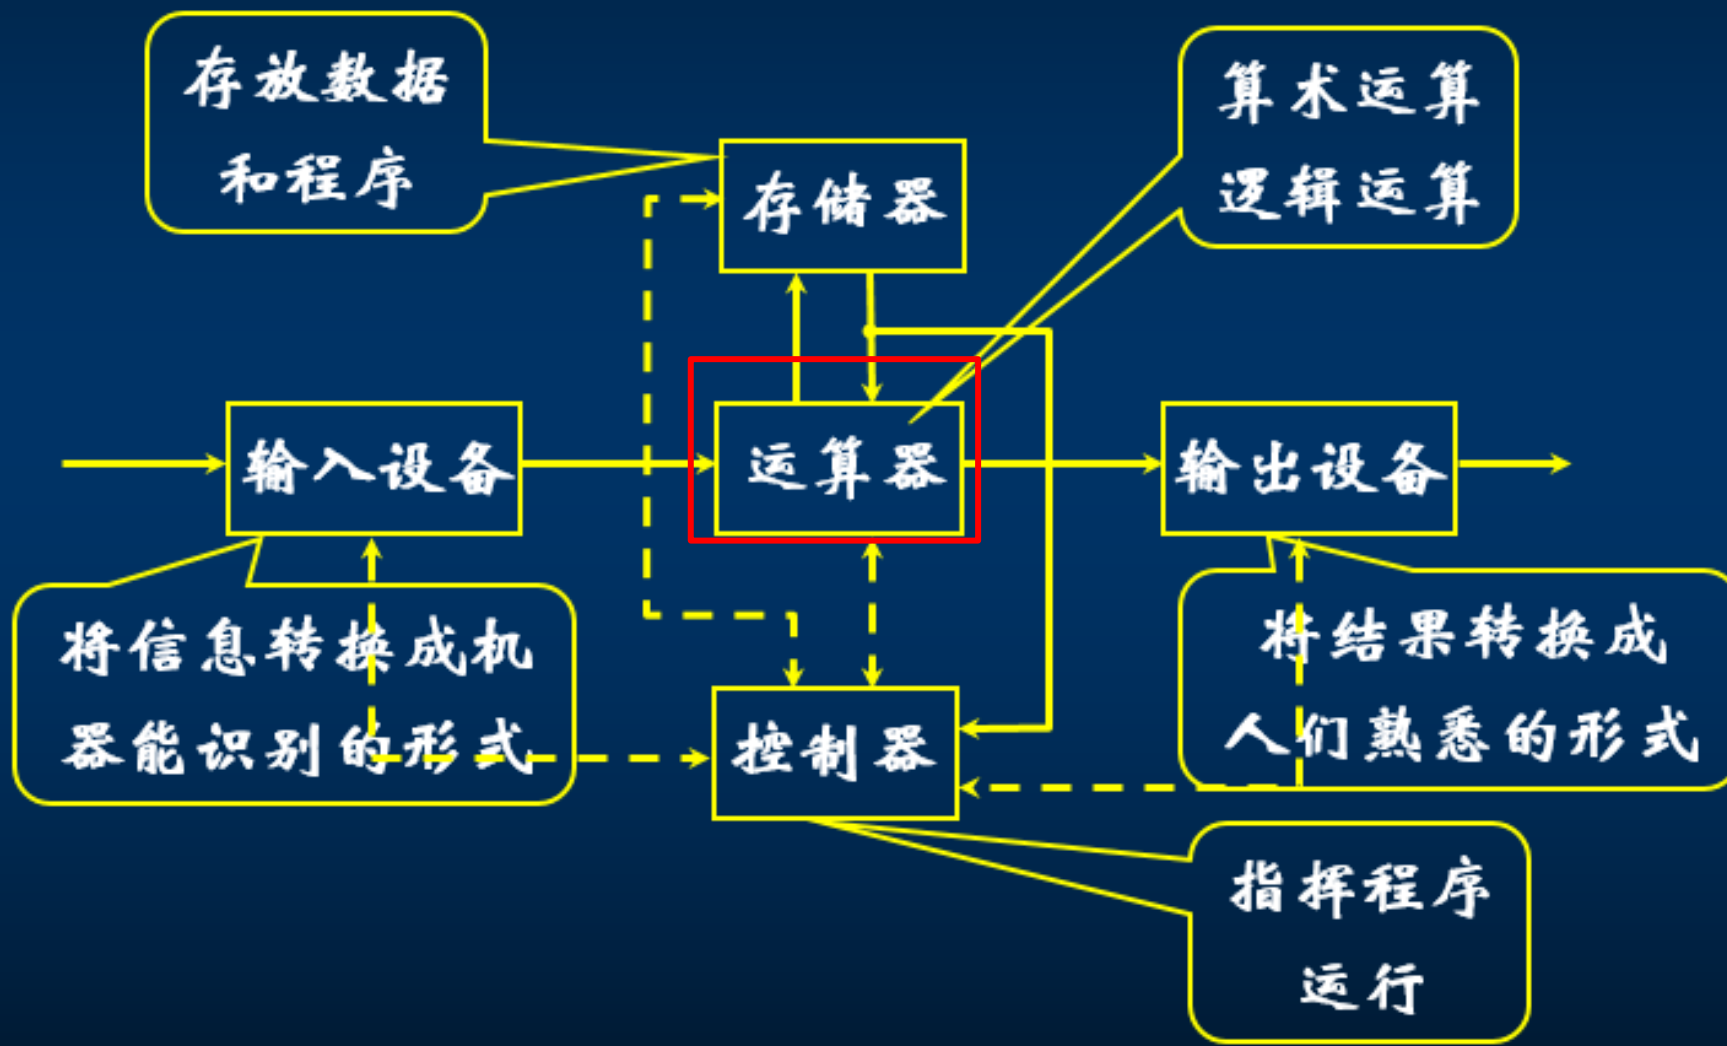 存放数据
和程序
算术运算
逻辑运算
存储器
输入设备
运算器
输出设备
将信息转换成机
器能识别的形式
将结果转换成
人们熟悉的形式
控制器
指挥程序
运行